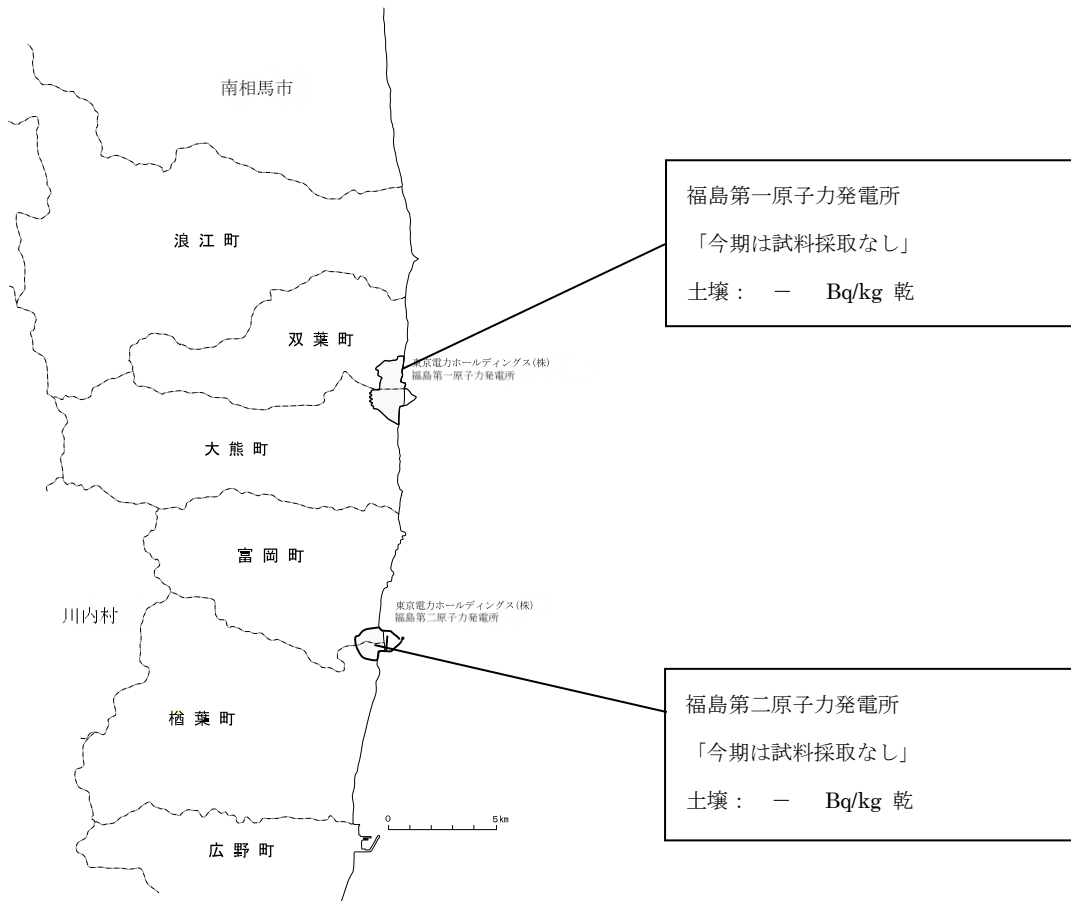 南相馬市
福島第一原子力発電所
「今期は試料採取なし」
土壌： － Bq/kg 乾
浪江町
双葉町
東京電力ホールディングス(株)
福島第一原子力発電所
大熊町
富岡町
東京電力ホールディングス(株)
福島第二原子力発電所
川内村
福島第二原子力発電所
「今期は試料採取なし」
土壌： － Bq/kg 乾
楢葉町
0 5km
広野町